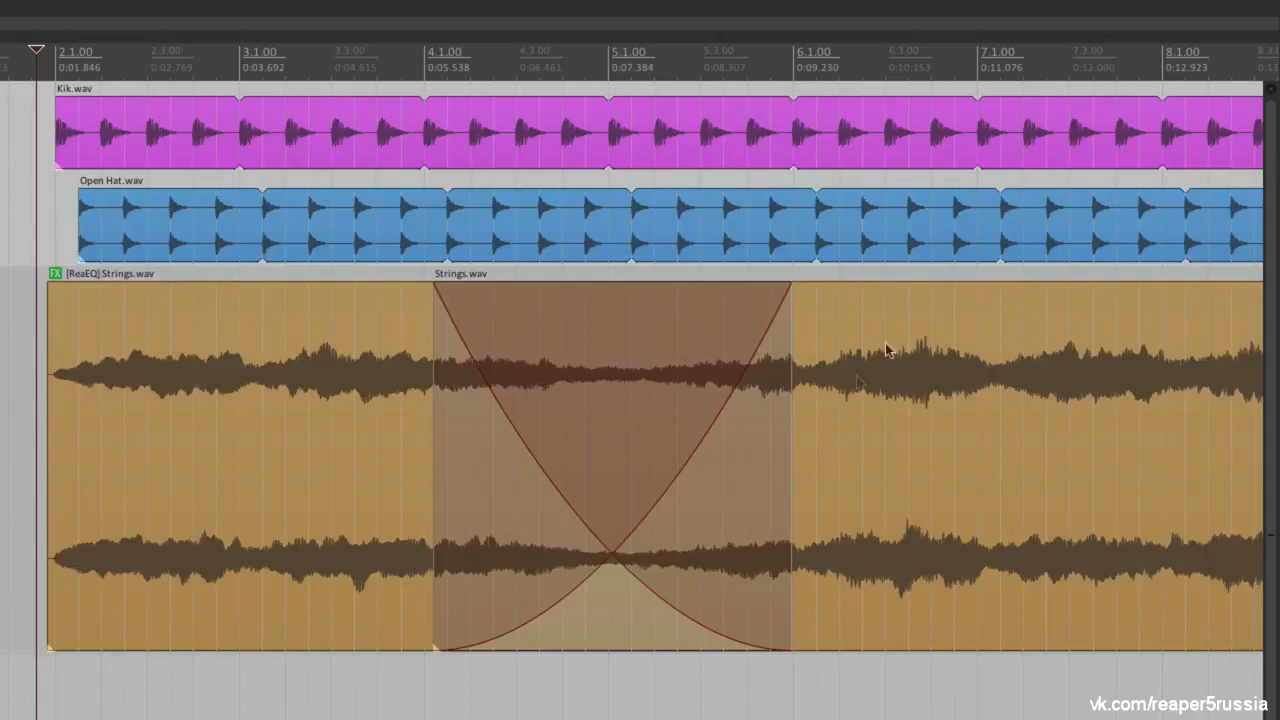 2.1.00 2.3.00 3.1.00 3.3.00 4.1.00 4.3.00 5.1.00 5.3.00 6.1.00 6.3.00 7.1.00 7.3.00 8.1.00 8.3.
0:01.846 0:02.769 0:03.692 0:04.615 0:05.538 0:06.461 0:07.384 0:08.307 0:09.230 0:10.153 0:11.076 0:12.000 0:12.923 0:13
Kik.wav
Open Hat.wav
FX [ReaEQ] Strings.wav Strings.wav
vk.com/reaper5russia